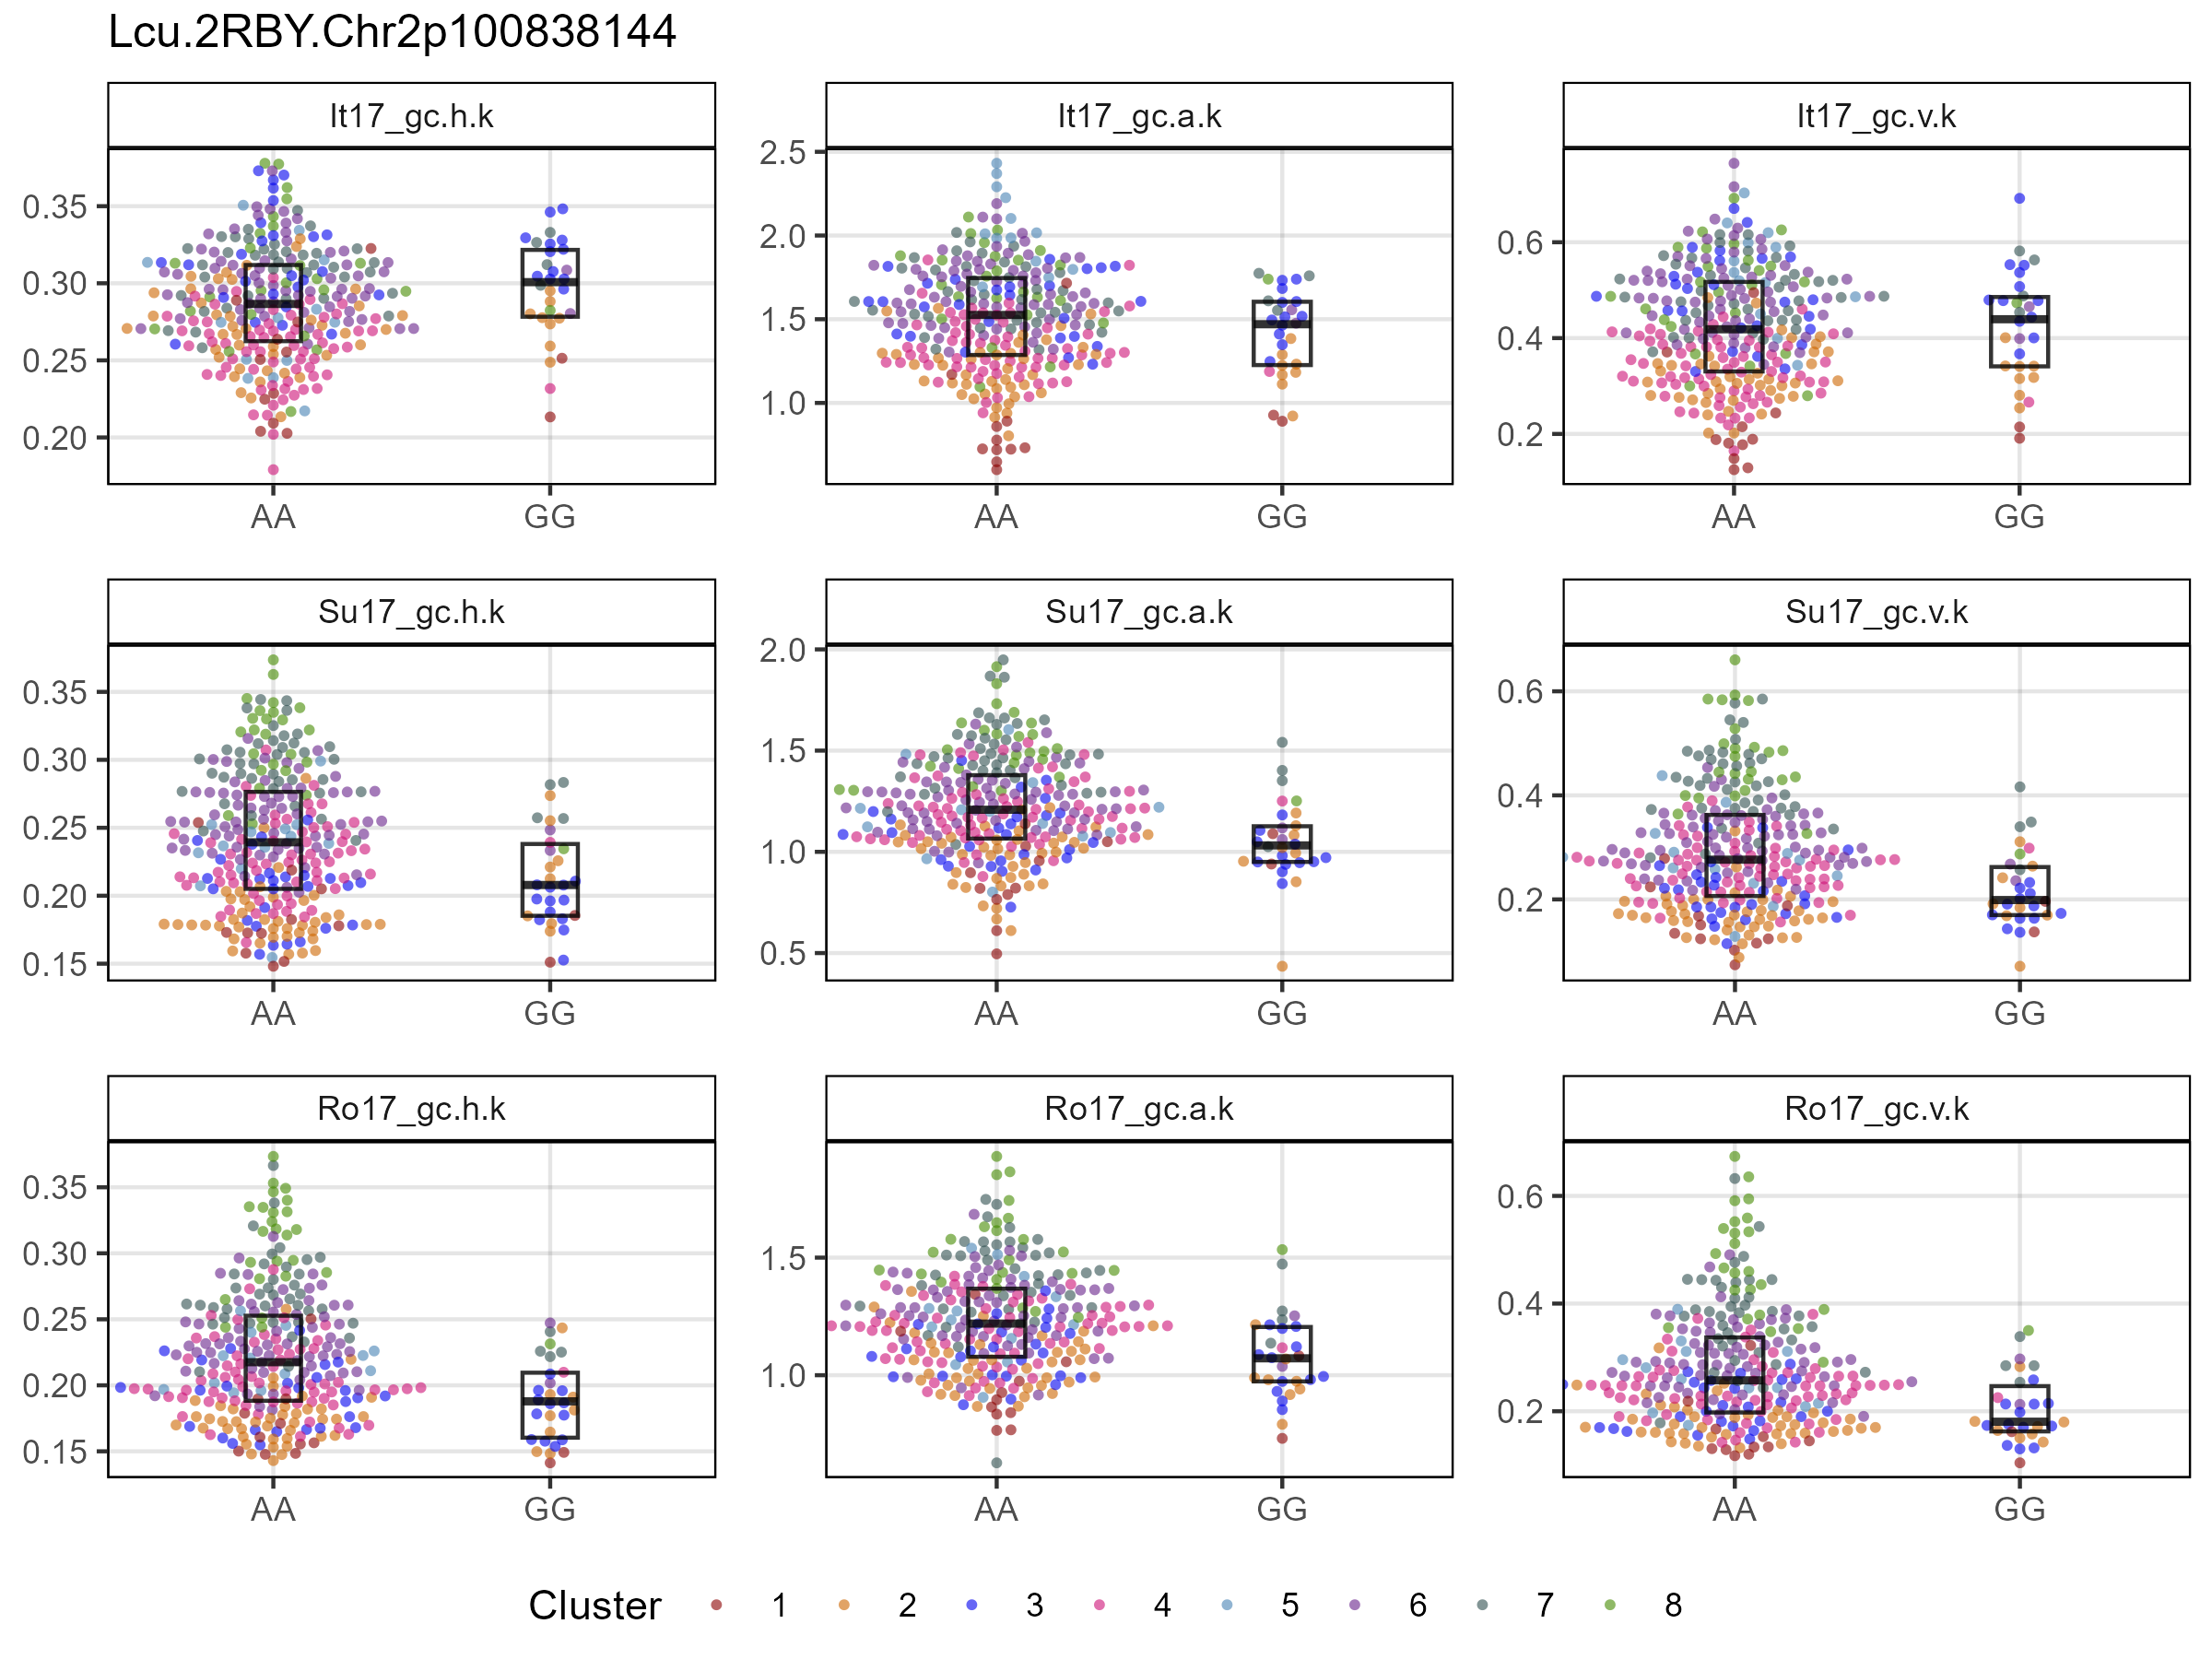 Lcu.2RBY.Chr2p100838144
It17_gc.h.k
It17_gc.a.k
It17_gc.v.k
0.35
0.30
0.25
0.20
2.5
2.0
1.5
1.0
0.6
0.4
0.2
AA
GG
AA
GG
AA
GG
Su17_gc.h.k
Su17_gc.a.k
Su17_gc.v.k
0.35
0.30
0.25
0.20
0.15
2.0
1.5
1.0
0.5
0.6
0.4
0.2
AA
GG
AA
GG
AA
GG
Ro17_gc.h.k
Ro17_gc.a.k
Ro17_gc.v.k
0.35
0.30
0.25
0.20
0.15
1.5
1.0
0.6
0.4
0.2
AA
GG
AA
GG
AA
GG
Cluster 1 2 3 4 5 6 7 8